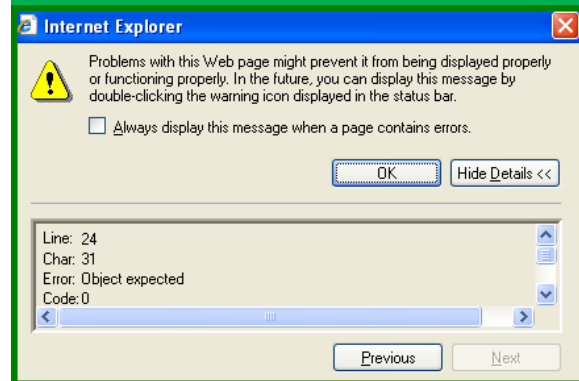 Internet Explorer
Problems with this Web page might prevent it from being displayed properly
or functioning properly. In the future, you can display this message by
double-clicking the warning icon displayed in the status bar.
Always display this message when a page contains errors.
OK
Hide Details <<
Line: 24
Char: 31
Error: Object expected
Code: 0
Previous
Next